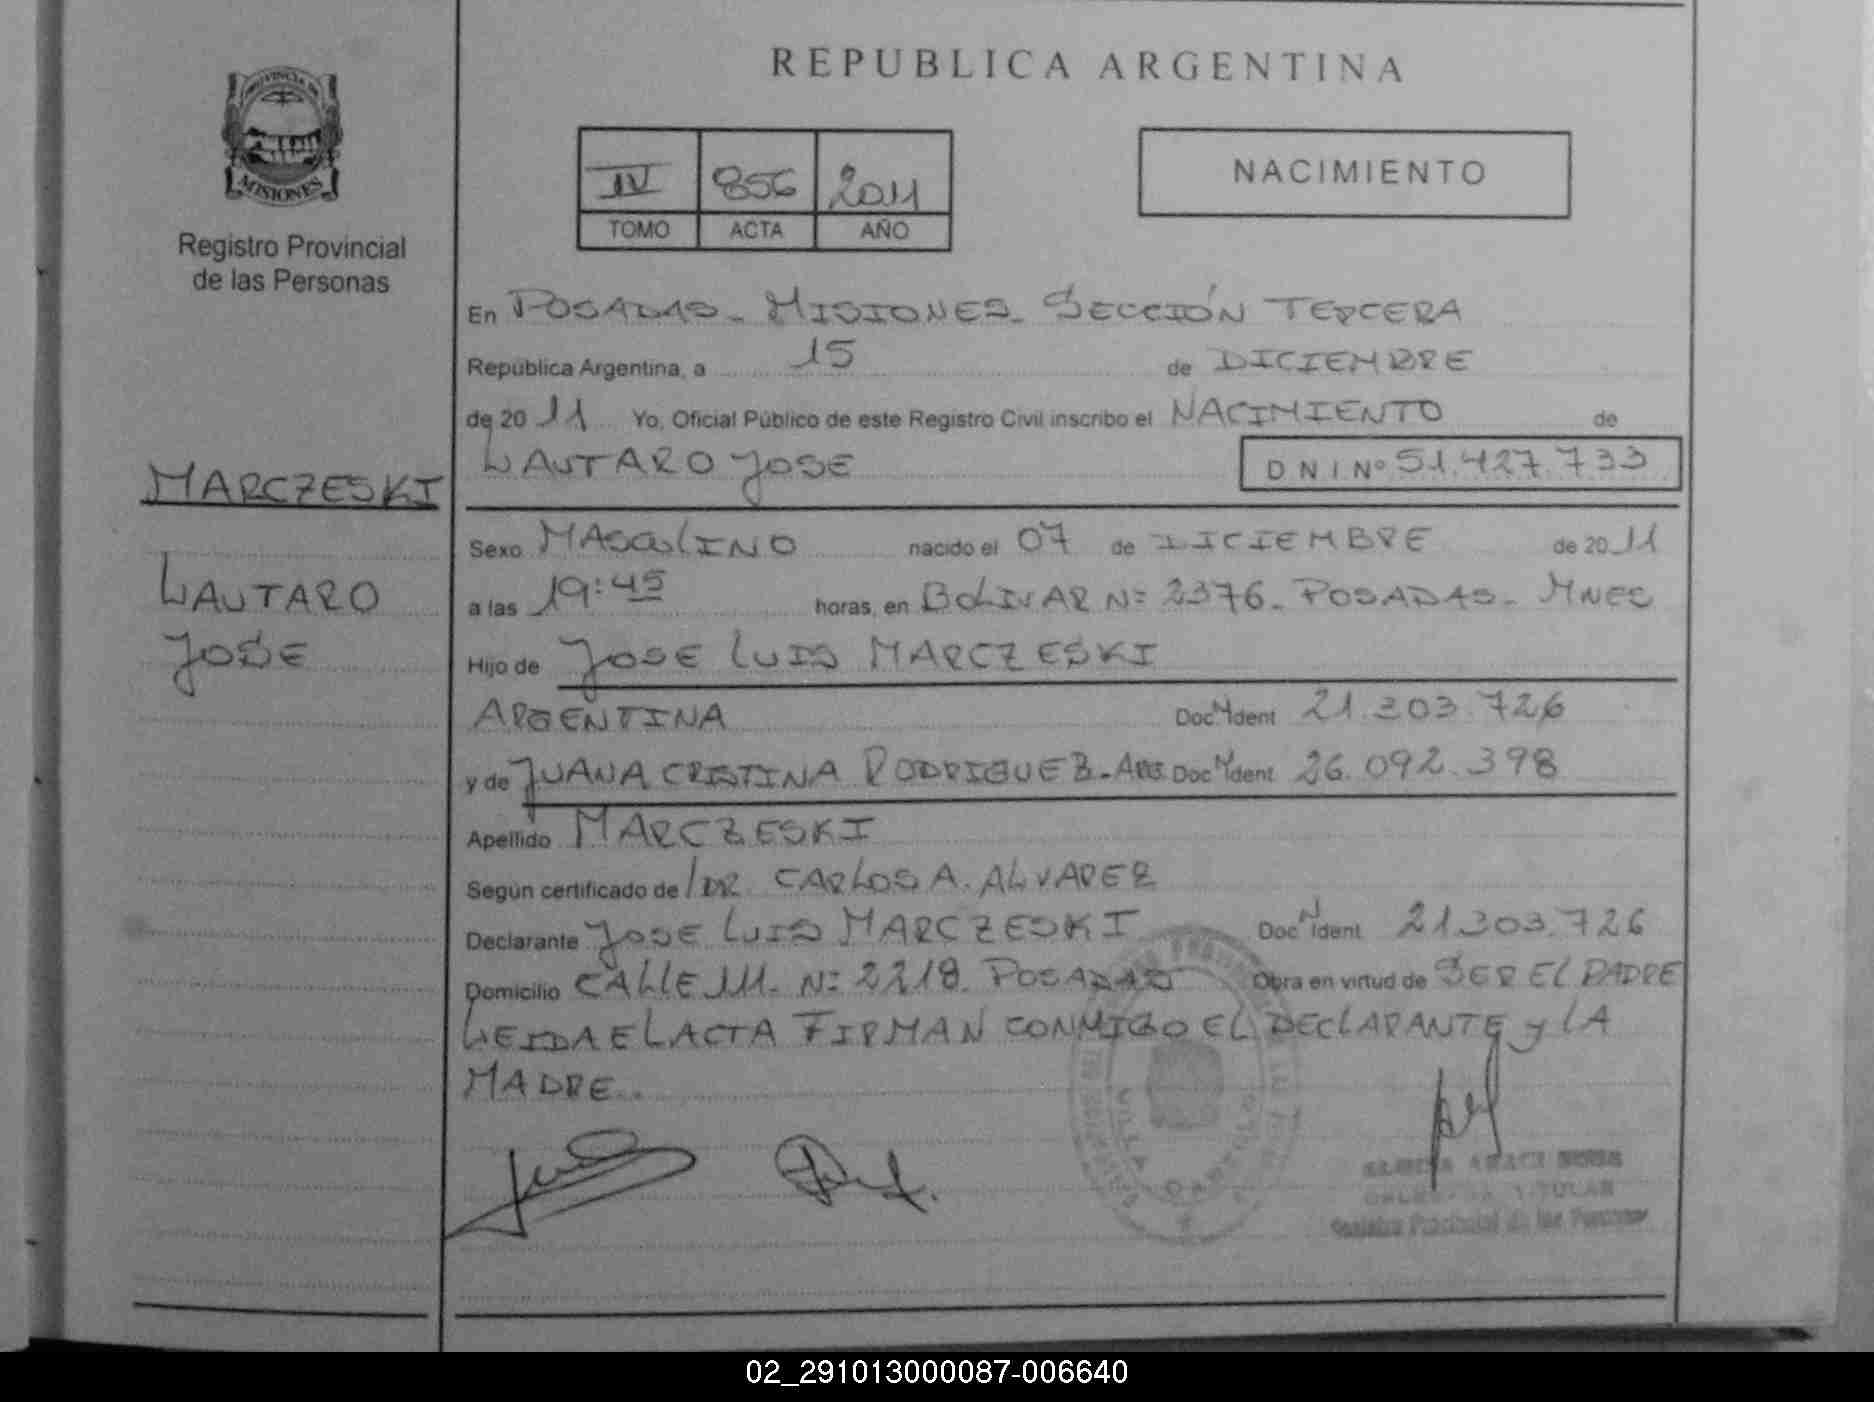 REPUBLICA ARGENTINA
PROVINCIA DE
MISIONES
Registro Provincial
de las Personas
IV 856 2011
TOMO ACTA AÑO
NACIMIENTO
En POSADAS - MISIONES - SECCIÓN TERCERA
República Argentina, a 15 de DICIEMBRE
de 20 11 Yo, Oficial Público de este Registro Civil inscribo el NACIMIENTO de
LAUTARO JOSE DNI Nº 51.427.733
MARCZESKI
LAUTARO
JOSE
Sexo MASCULINO nacido el 07 de DICIEMBRE de 20 11
a las 19:45 horas, en BOLIVAR Nº 2376 - POSADAS - MNES
Hijo de JOSE LUIS MARCZESKI
ARGENTINA Doc N Ident 21.303.726
y de JUANA CRISTINA RODRIGUEZ - ARG. Doc N Ident 26.092.398
Apellido MARCZESKI
Según certificado de DR. CARLOS A. ALVAREZ
Declarante JOSE LUIS MARCZESKI Doc N Ident 21.303.726
Domicilio CALLE 111 - Nº 2218. POSADAS Obra en virtud de SER EL PADRE
LEIDA EL ACTA FIRMAN CONMIGO EL DECLARANTE y LA
MADRE..
VILLA
TITULAR
Registro Provincial de las Personas
02_291013000087-006640